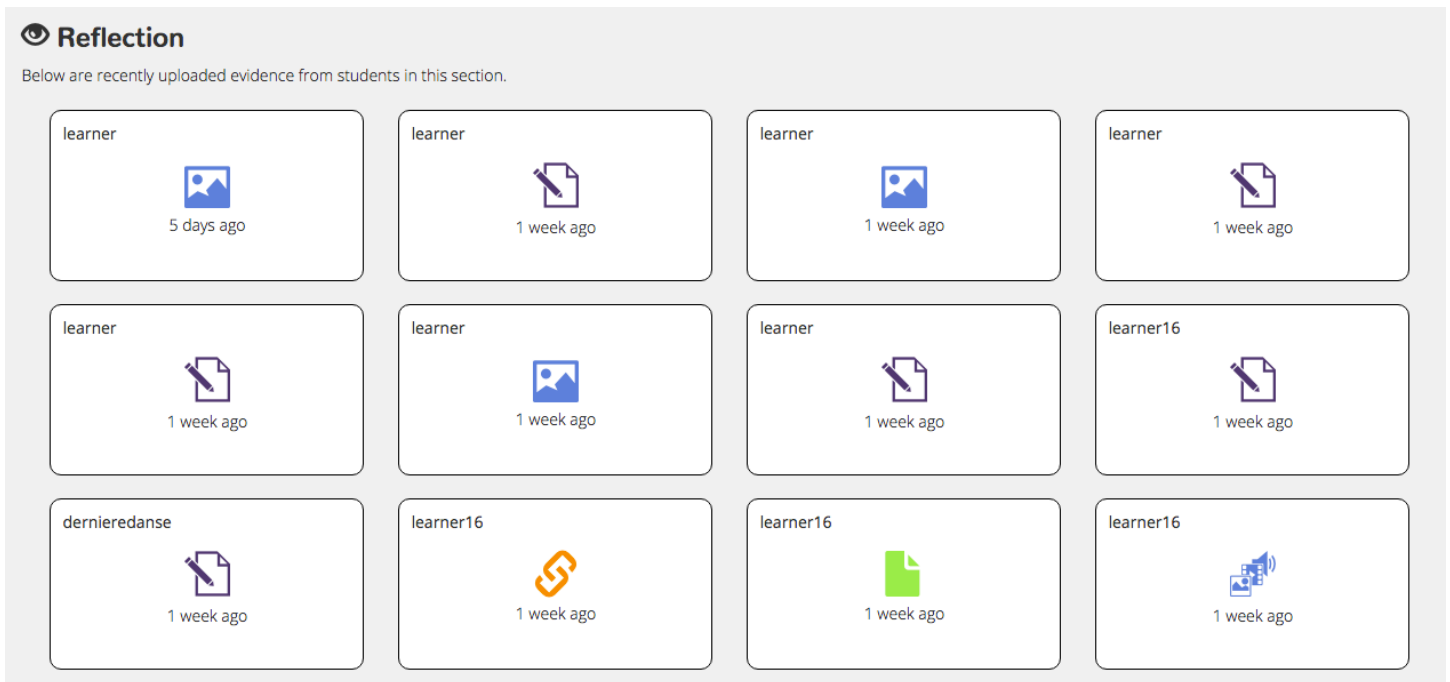 Reflection
Below are recently uploaded evidence from students in this section.
learner
5 days ago
learner
1 week ago
learner
1 week ago
learner
1 week ago
learner
1 week ago
learner
1 week ago
learner
1 week ago
learner16
1 week ago
dernieredanse
1 week ago
learner16
1 week ago
learner16
1 week ago
learner16
1 week ago